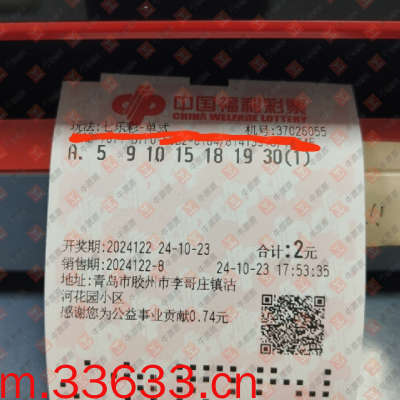 中国福利彩票
CHINA WELFARE LOTTERY
玩法:七乐彩-单式 机号:37026055
A. 5 9 10 15 18 19 30(1)
开奖期:2024122 24-10-23 合计:2元
销售期:2024122-8 24-10-23 17:53:35
地址:青岛市胶州市李哥庄镇沽
河花园小区
感谢您为公益事业贡献0.74元
m.33633.cn